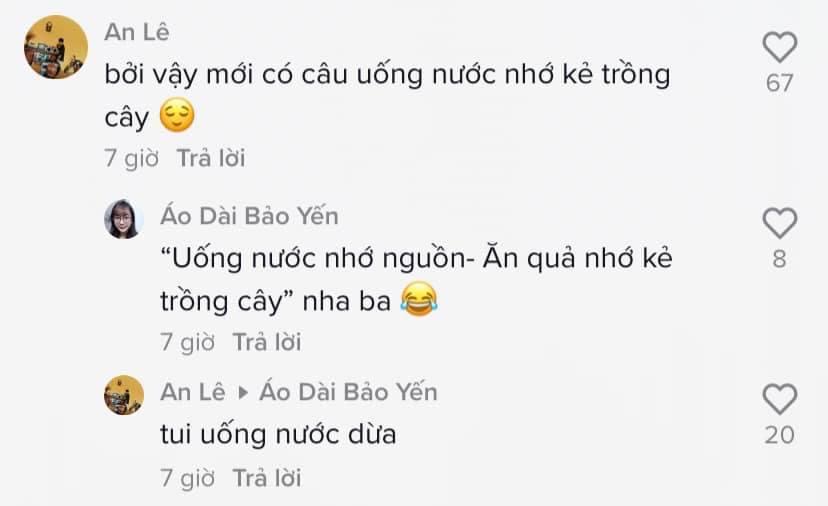 An Lê
bởi vậy mới có câu uống nước nhớ kẻ trồng
cây 😌
67
7 giờ Trả lời
Áo Dài Bảo Yến
“Uống nước nhớ nguồn- Ăn quả nhớ kẻ
trồng cây” nha ba 😂
8
7 giờ Trả lời
An Lê ▸ Áo Dài Bảo Yến
tui uống nước dừa
20
7 giờ Trả lời